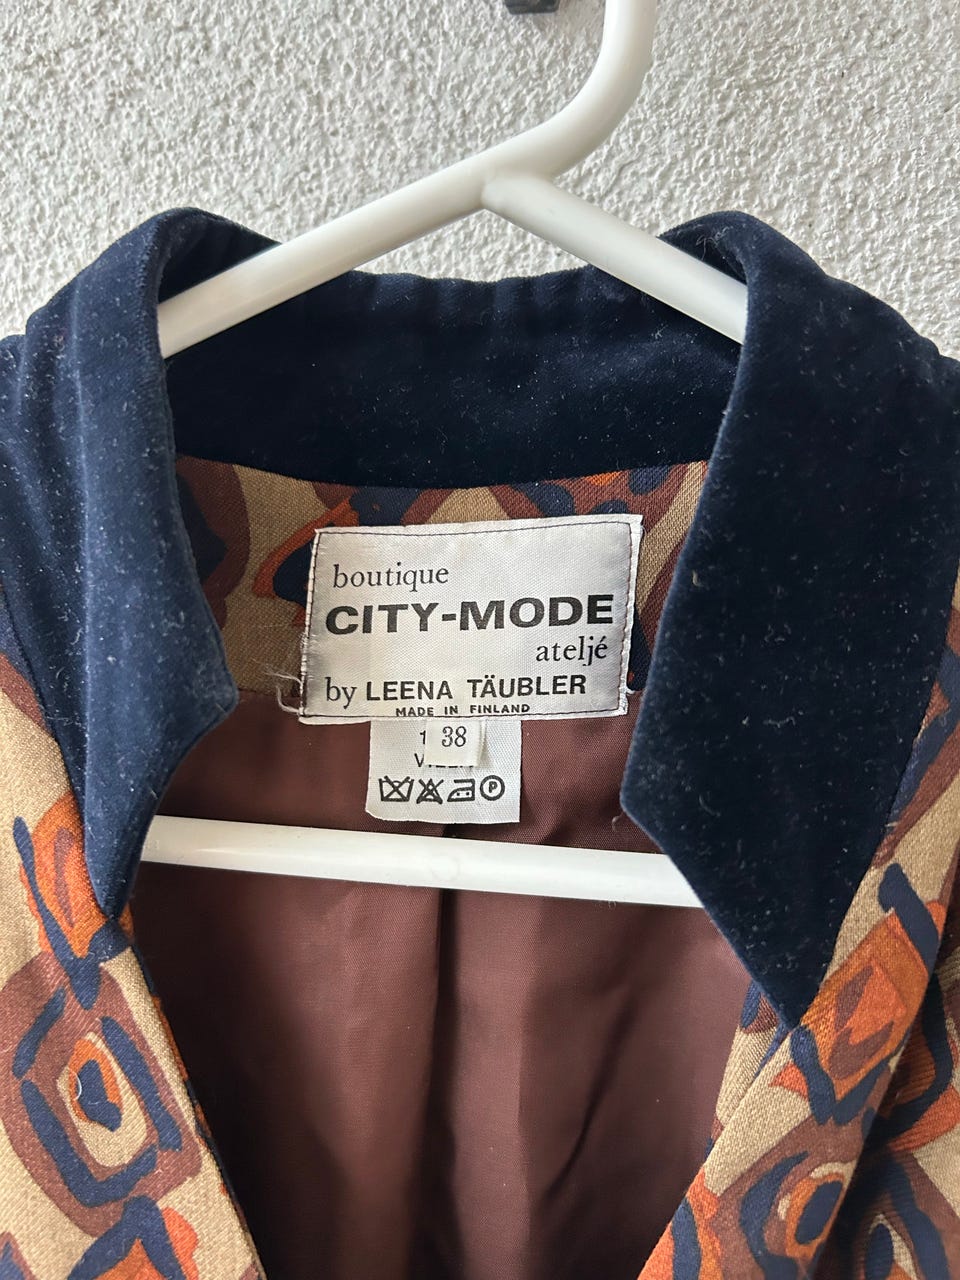 boutique
CITY-MODE
ateljé
by LEENA TÄUBLER
MADE IN FINLAND
38
P